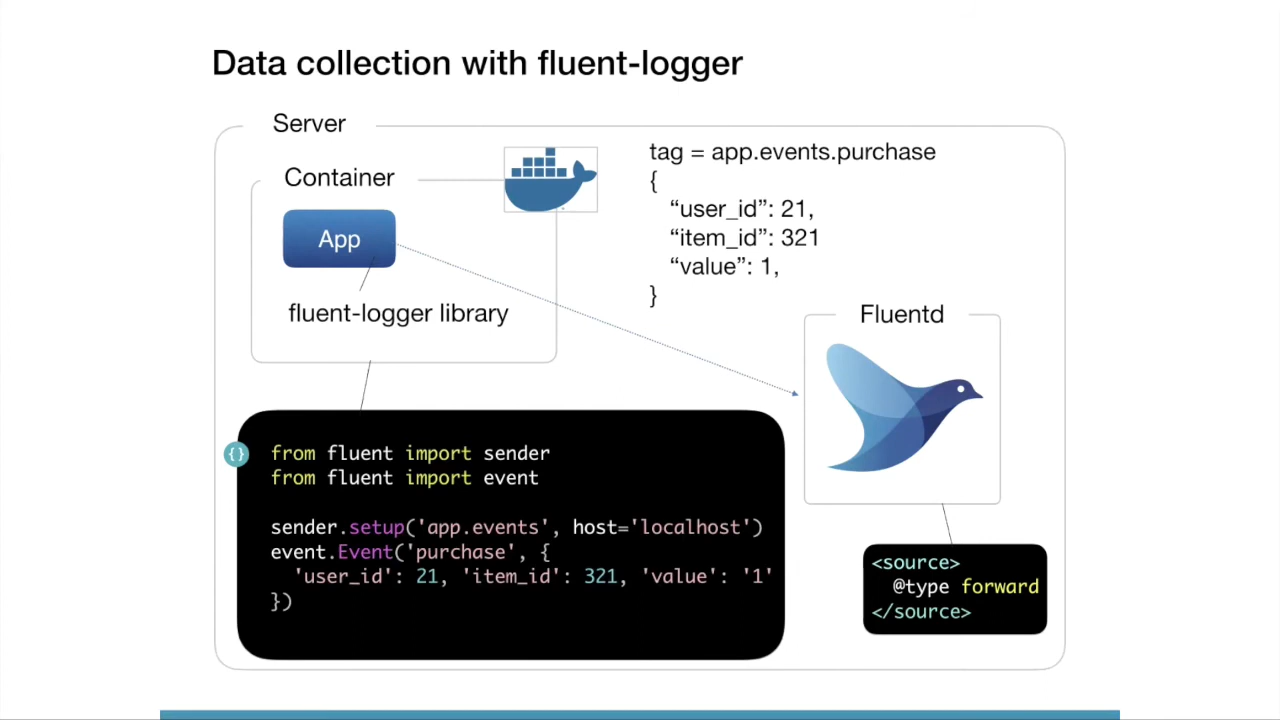 Data collection with fluent-logger
Server
Container
App
fluent-logger library
tag = app.events.purchase
{
“user_id”: 21,
“item_id”: 321
“value”: 1,
}
Fluentd
{}
from fluent import sender
from fluent import event
sender.setup('app.events', host='localhost')
event.Event('purchase', {
'user_id': 21, 'item_id': 321, 'value': '1'
})
<source>
@type forward
</source>